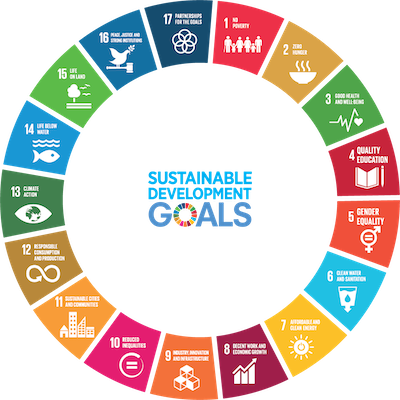 1 NO
POVERTY
2 ZERO
HUNGER
3 GOOD HEALTH
AND WELL-BEING
4 QUALITY
EDUCATION
5 GENDER
EQUALITY
6 CLEAN WATER
AND SANITATION
7 AFFORDABLE AND
CLEAN ENERGY
8 DECENT WORK AND
ECONOMIC GROWTH
9 INDUSTRY, INNOVATION
AND INFRASTRUCTURE
10 REDUCED
INEQUALITIES
11 SUSTAINABLE CITIES
AND COMMUNITIES
12 RESPONSIBLE
CONSUMPTION
AND PRODUCTION
13 CLIMATE
ACTION
14 LIFE BELOW
WATER
15 LIFE
ON LAND
16 PEACE, JUSTICE AND
STRONG INSTITUTIONS
17 PARTNERSHIPS
FOR THE GOALS
SUSTAINABLE
DEVELOPMENT
GOALS